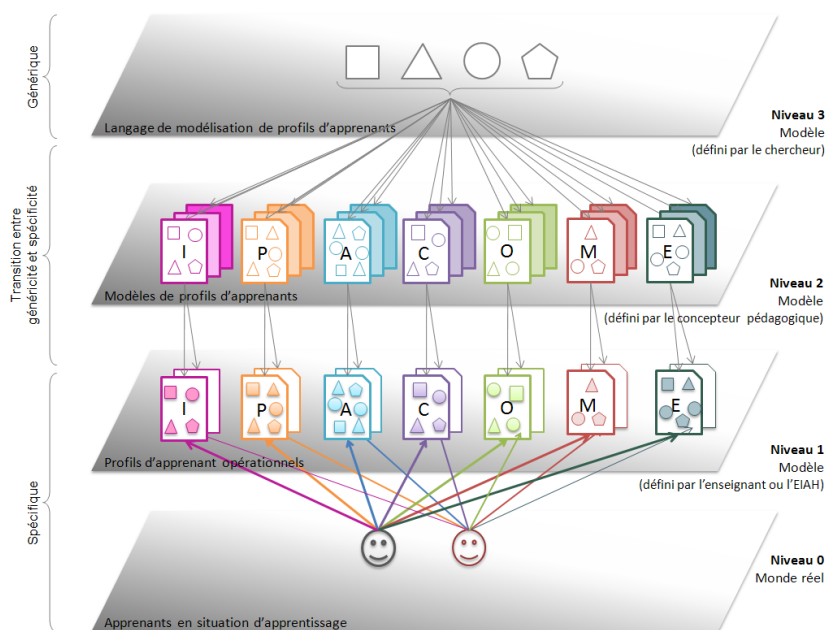 Générique
Langage de modélisation de profils d'apprenants
Niveau 3
Modèle
(défini par le chercheur)
Transition entre
généricité et spécificité
I P A C O M E
Modèles de profils d'apprenants
Niveau 2
Modèle
(défini par le concepteur pédagogique)
Spécifique
I P A C O M E
Profils d'apprenant opérationnels
Niveau 1
Modèle
(défini par l'enseignant ou l'EIAH)
Niveau 0
Monde réel
Apprenants en situation d'apprentissage